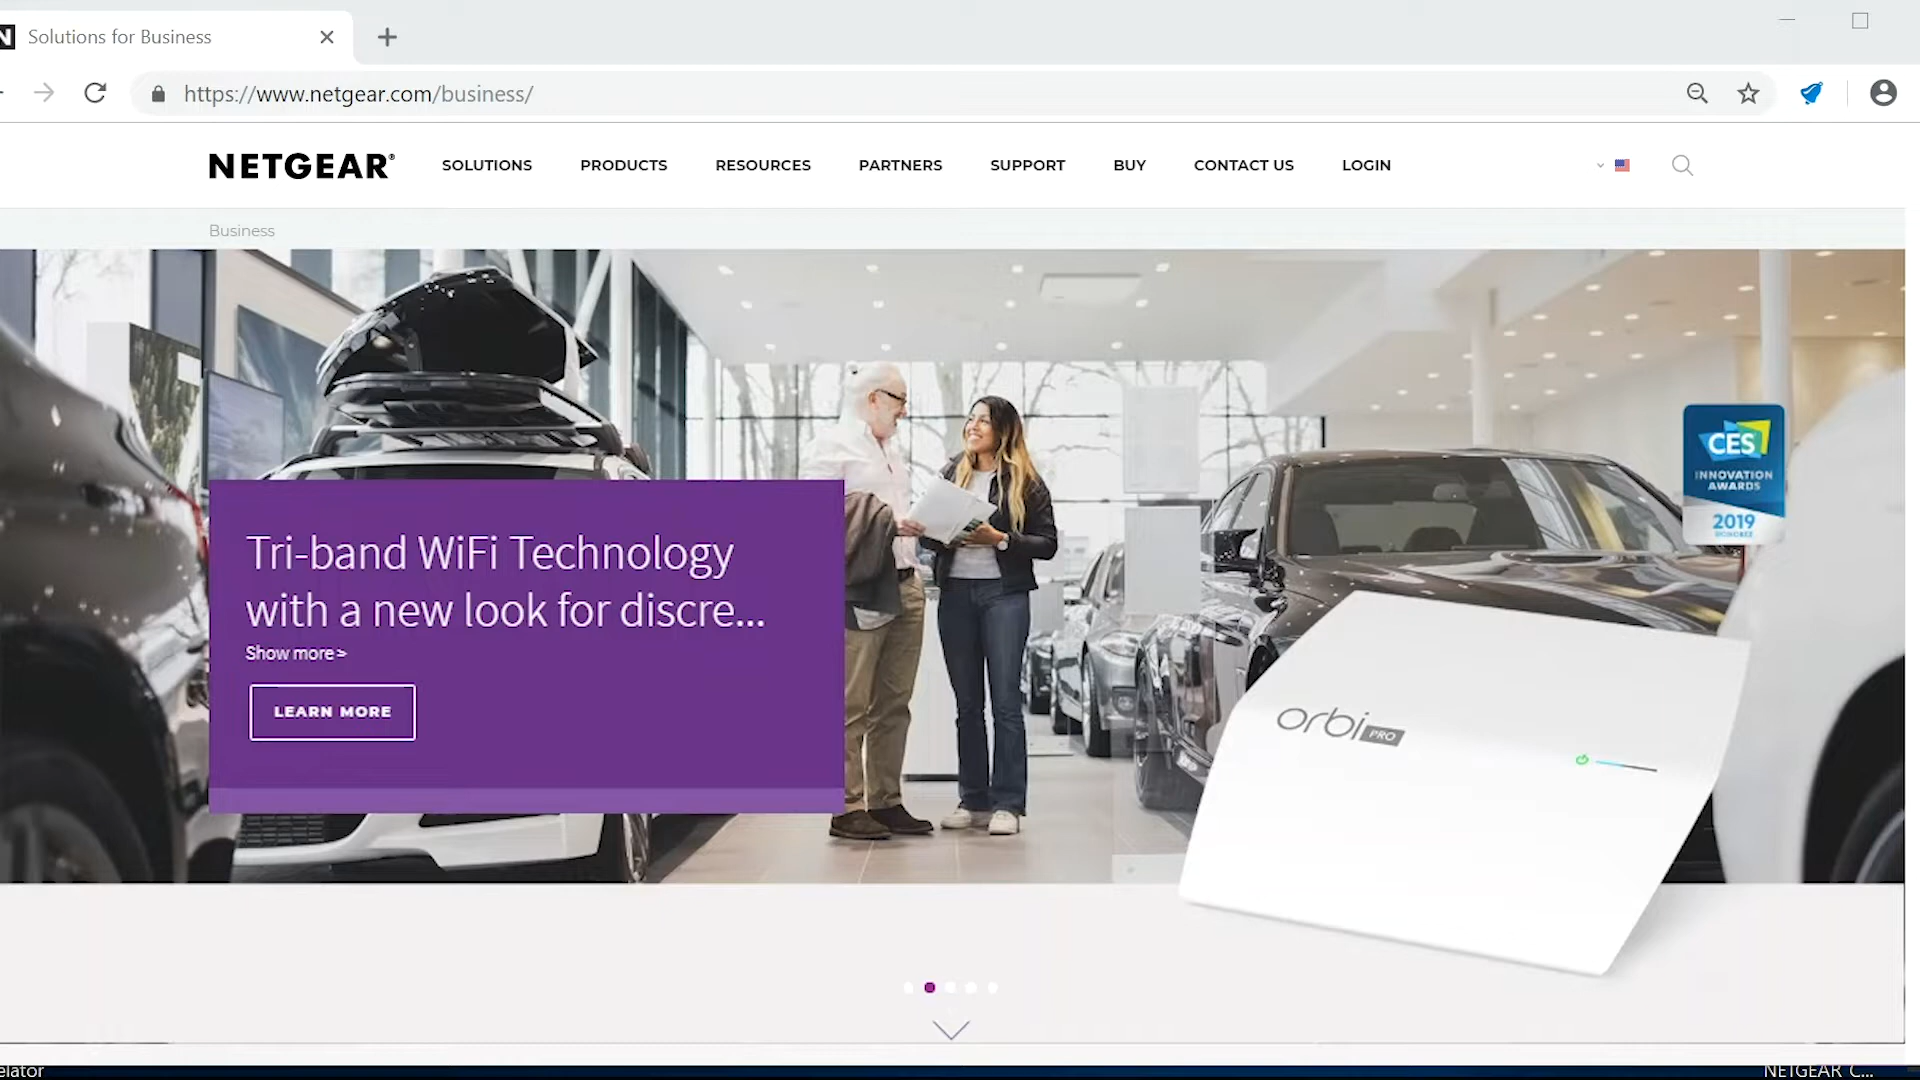 Solutions for Business
https://www.netgear.com/business/
NETGEAR®
SOLUTIONS PRODUCTS RESOURCES PARTNERS SUPPORT BUY CONTACT US LOGIN
Business
CES
INNOVATION
AWARDS
2019
HONOREE
Tri-band WiFi Technology
with a new look for discre...
Show more >
LEARN MORE
orbi PRO
elator
NETGEAR C...